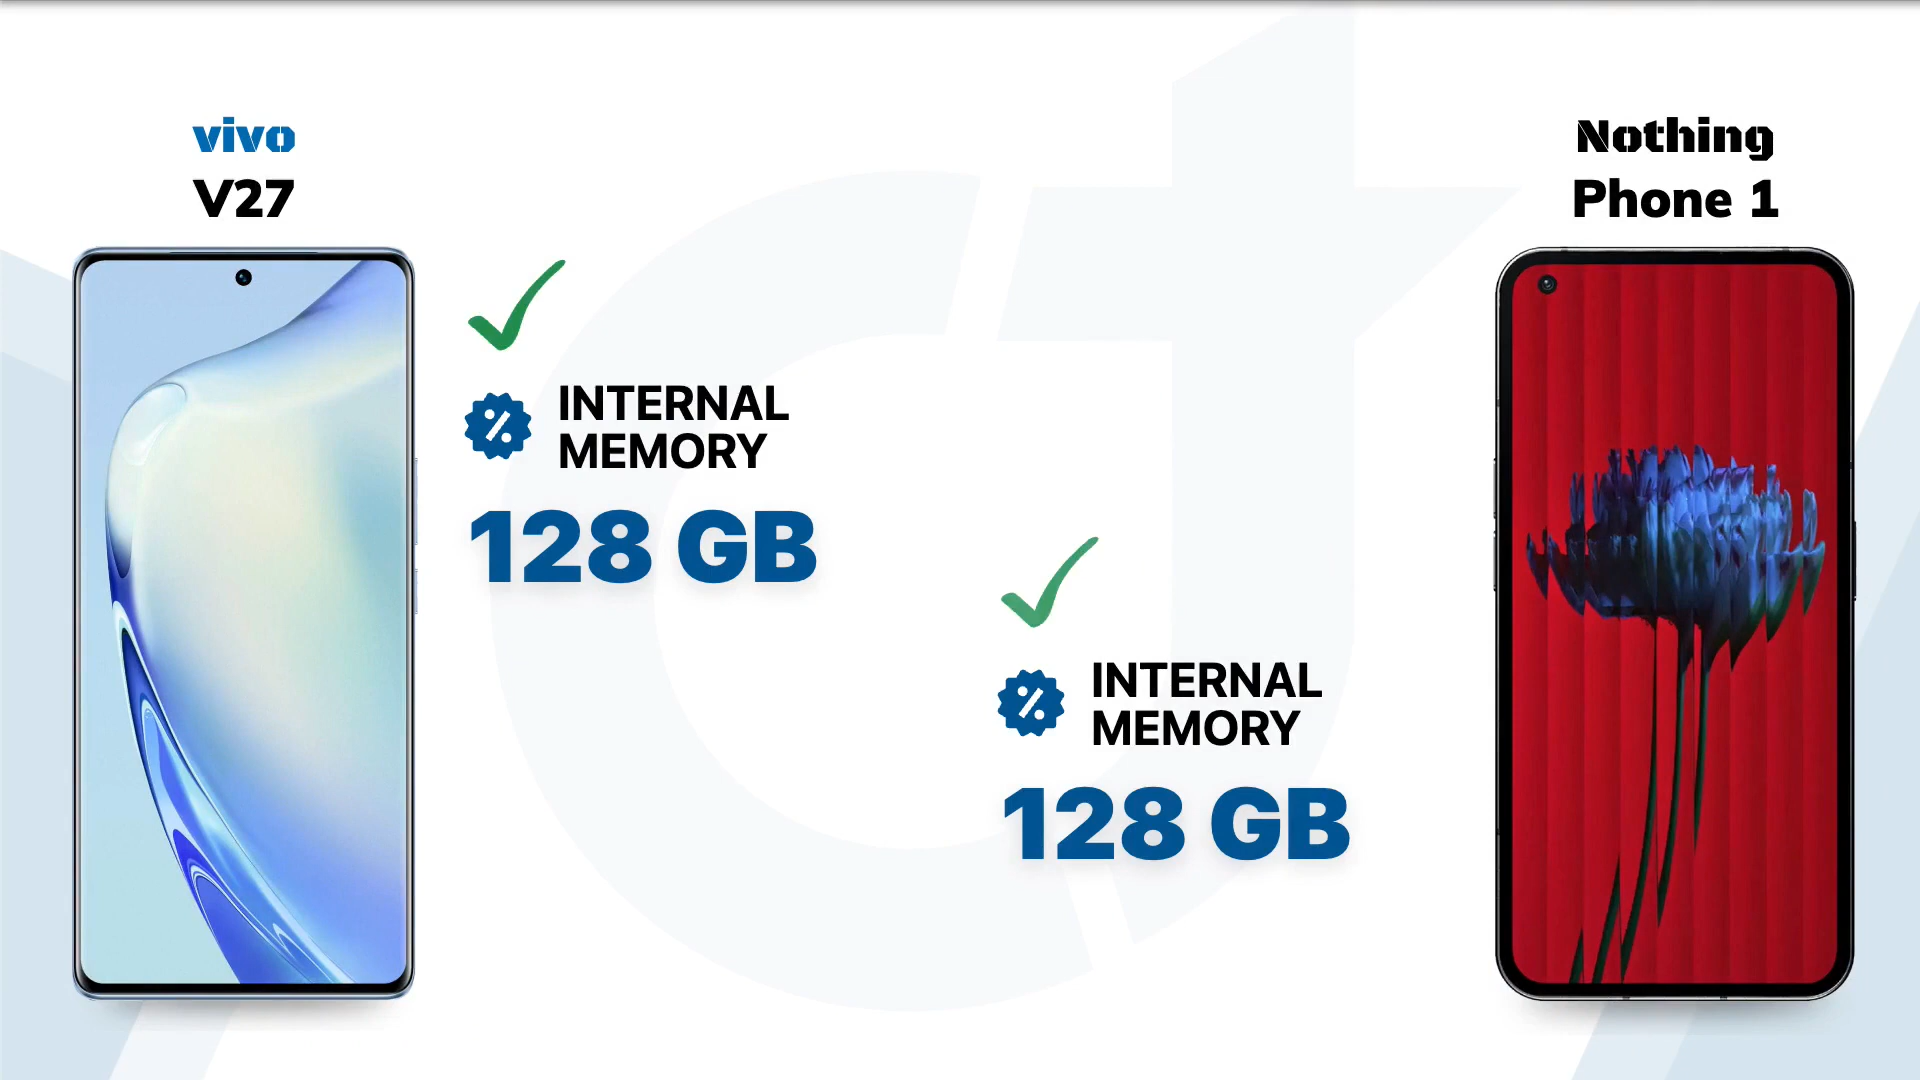 vivo
V27
INTERNAL
MEMORY
128 GB
Nothing
Phone 1
INTERNAL
MEMORY
128 GB